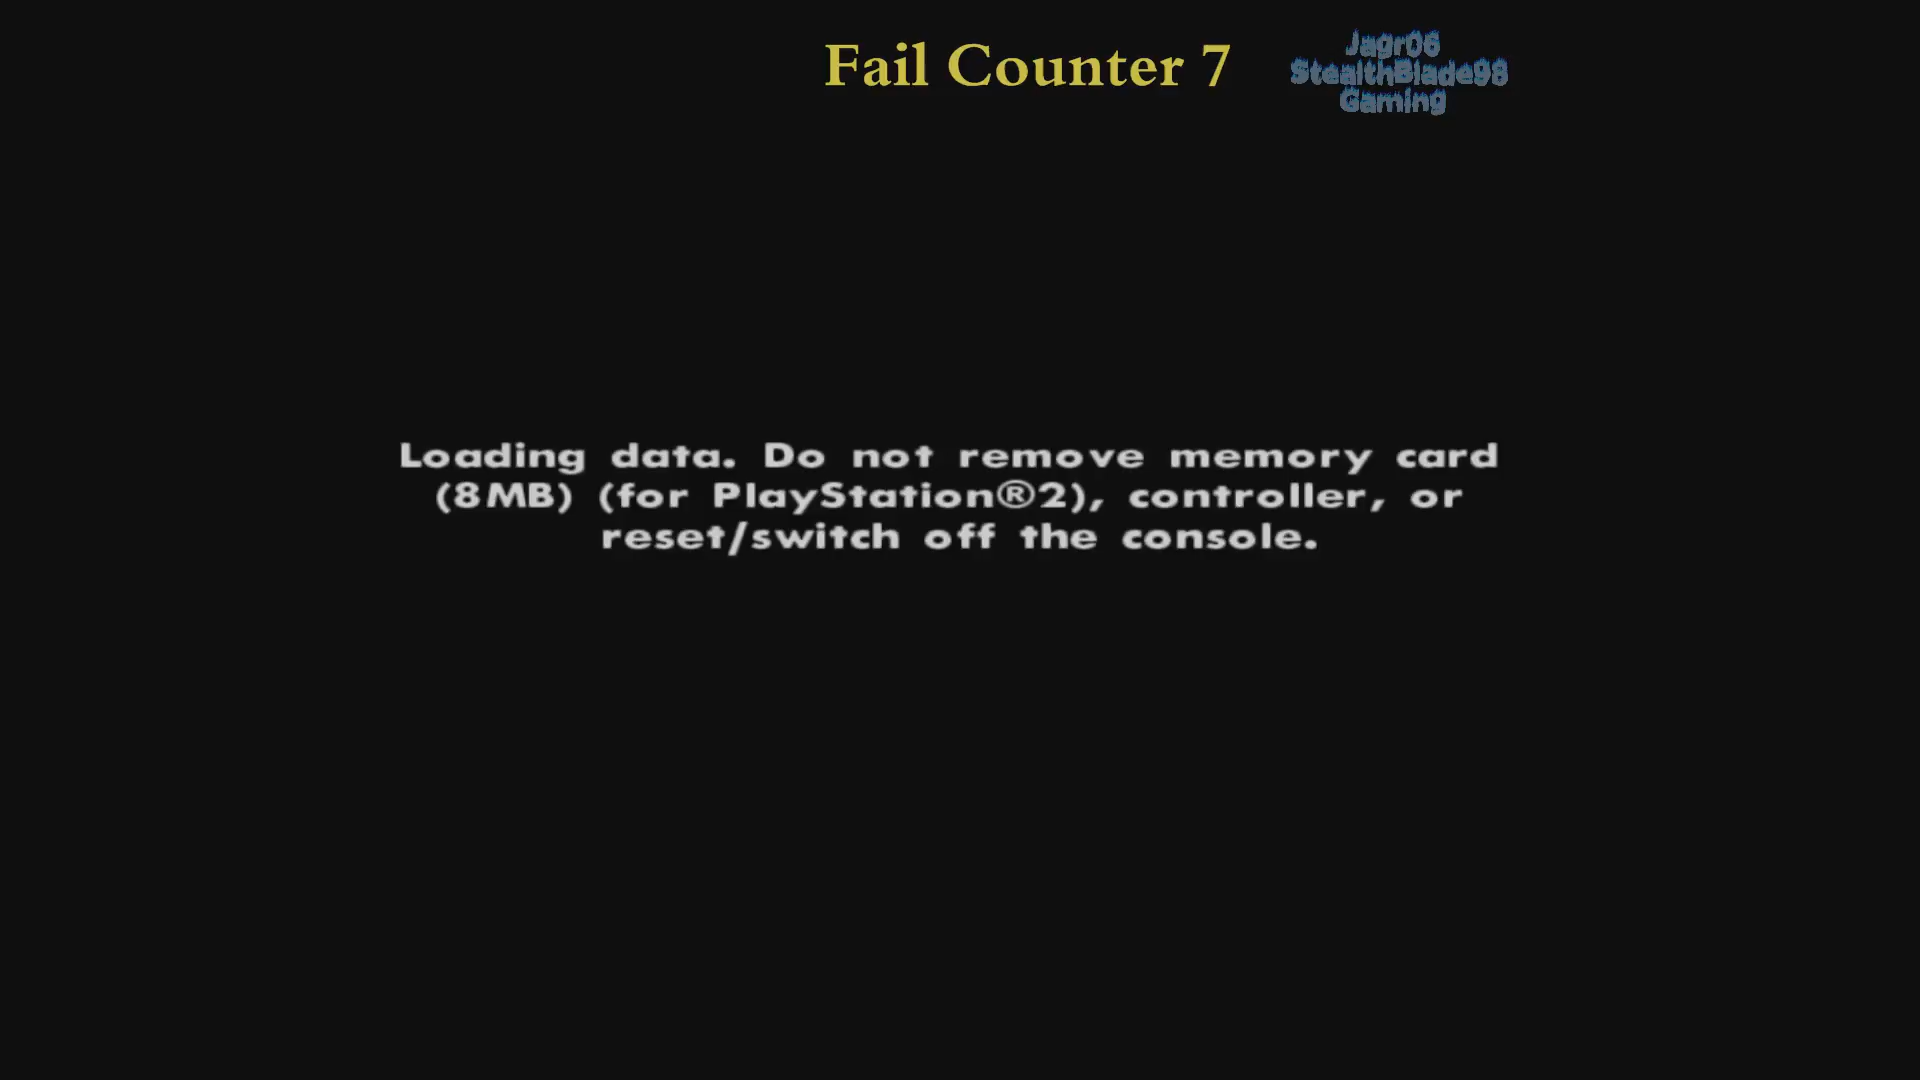 Fail Counter 7
Jagr06
StealthBlade98
Gaming
Loading data. Do not remove memory card
(8MB) (for PlayStation®2), controller, or
reset/switch off the console.